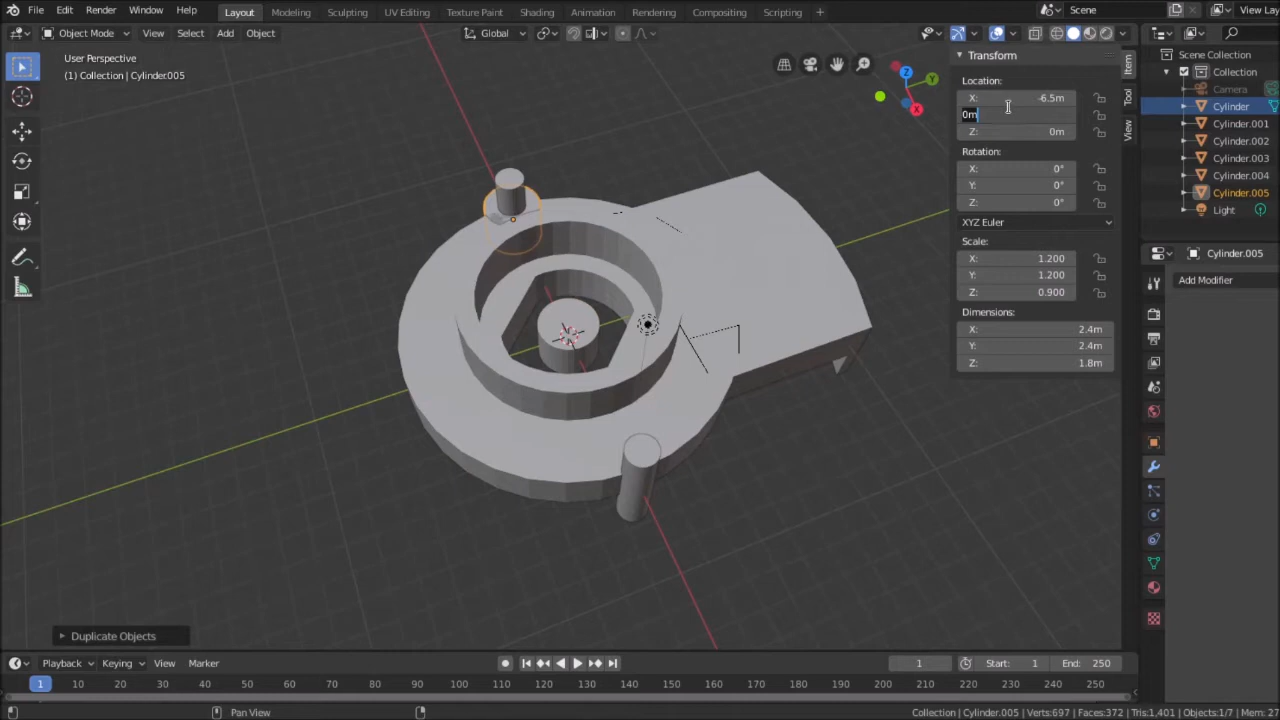 File Edit Render Window Help Layout Modeling Sculpting UV Editing Texture Paint Shading Animation Rendering Compositing Scripting + Scene View Lay
Object Mode View Select Add Object Global
User Perspective
(1) Collection | Cylinder.005
Z
Y
X
Transform
Location:
X: -6.5m
0m
Z: 0m
Rotation:
X: 0°
Y: 0°
Z: 0°
XYZ Euler
Scale:
X: 1.200
Y: 1.200
Z: 0.900
Dimensions:
X: 2.4m
Y: 2.4m
Z: 1.8m
Item
Tool
View
Scene Collection
Collection
Camera
Cylinder
Cylinder.001
Cylinder.002
Cylinder.003
Cylinder.004
Cylinder.005
Light
Cylinder.005
Add Modifier
Duplicate Objects
Playback Keying View Marker 1 Start: 1 End: 250
1 10 20 30 40 50 60 70 80 90 100 110 120 130 140 150 160 170 180 190 200 210 220 230 240 250
Pan View Collection | Cylinder.005 | Verts:697 | Faces:372 | Tris:1,401 | Objects:1/7 | Mem: 27